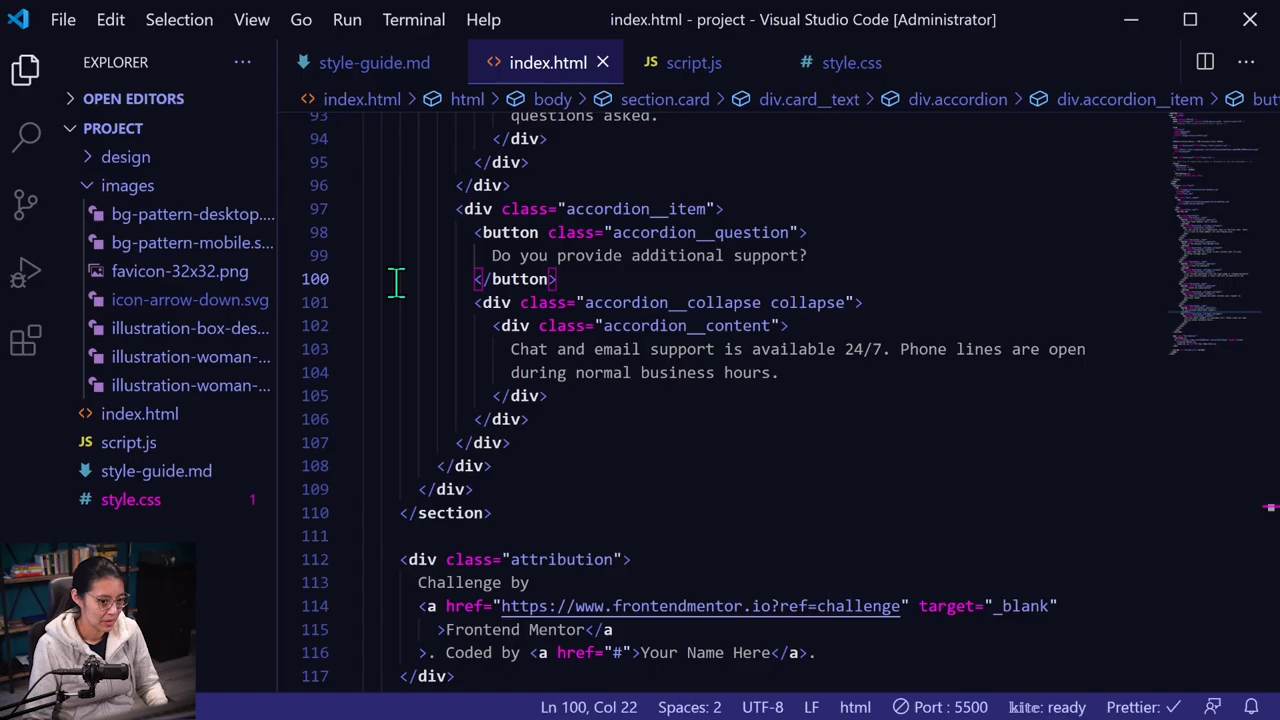 File Edit Selection View Go Run Terminal Help index.html - project - Visual Studio Code [Administrator]
EXPLORER ...
style-guide.md <> index.html × JS script.js # style.css ...
OPEN EDITORS
<> index.html > html > body > section.card > div.card__text > div.accordion > div.accordion__item > but
PROJECT
design
images
bg-pattern-desktop....
bg-pattern-mobile.s...
favicon-32x32.png
icon-arrow-down.svg
illustration-box-des...
illustration-woman-...
illustration-woman-...
<> index.html
JS script.js
style-guide.md
# style.css 1
93 questions asked.
94 </div>
95 </div>
96 </div>
97 <div class="accordion__item">
98 <button class="accordion__question">
99 you provide additional support?
100 </button>
101 <div class="accordion__collapse collapse">
102 <div class="accordion__content">
103 Chat and email support is available 24/7. Phone lines are open
104 during normal business hours.
105 </div>
106 </div>
107 </div>
108 </div>
109 </div>
110 </section>
111
112 <div class="attribution">
113 Challenge by
114 <a href="https://www.frontendmentor.io?ref=challenge" target="_blank"
115 >Frontend Mentor</a
116 >. Coded by <a href="#">Your Name Here</a>.
117 </div>
Ln 100, Col 22 Spaces: 2 UTF-8 LF html Port : 5500 kite: ready Prettier: ✓